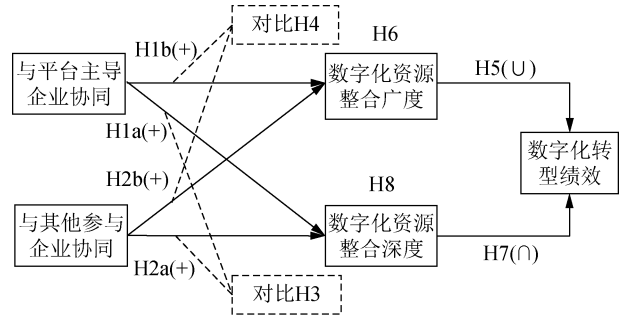 对比H4
H6
H1b(+)
与平台主导
企业协同
数字化资源
整合广度
H5(∪)
H1a(+)
数字化转
型绩效
H2b(+)
H8
与其他参与
企业协同
数字化资源
整合深度
H7(∩)
H2a(+)
对比H3